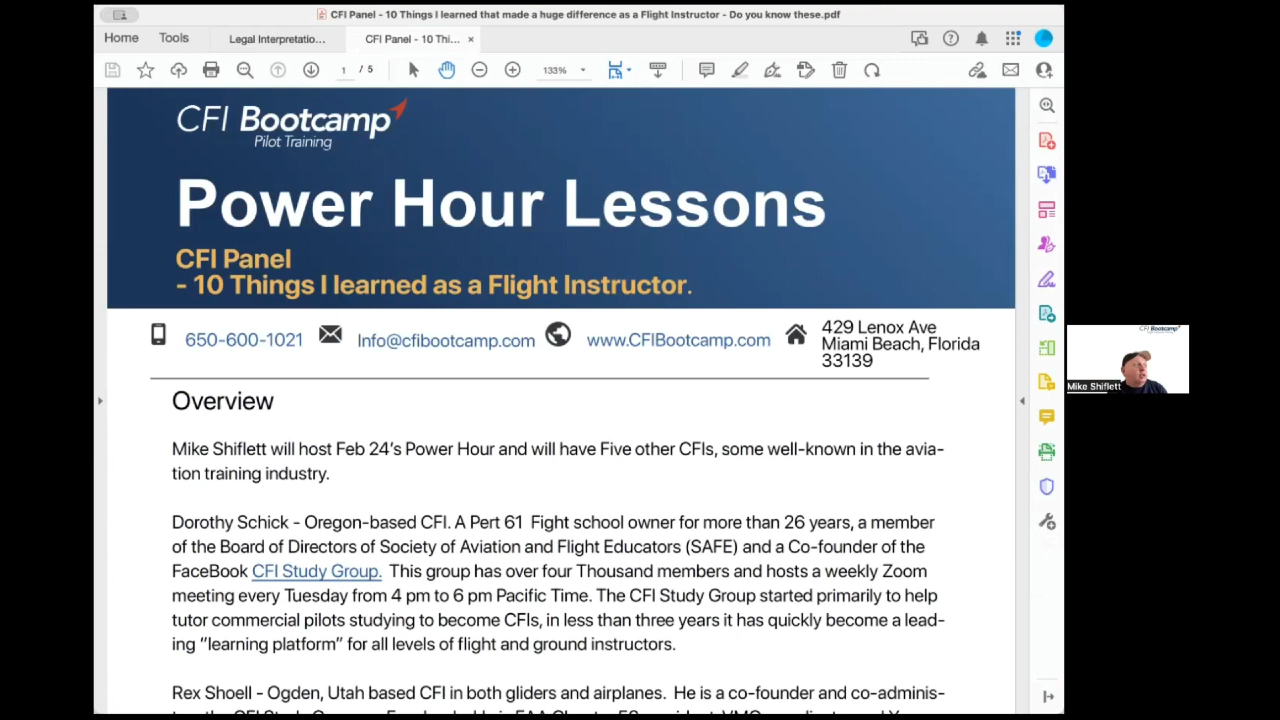 CFI Panel - 10 Things I learned that made a huge difference as a Flight Instructor - Do you know these.pdf
Home
Tools
Legal Interpretatio...
CFI Panel - 10 Thi... ×
1 / 5
133%
CFI Bootcamp
Pilot Training
Power Hour Lessons
CFI Panel
- 10 Things I learned as a Flight Instructor.
650-600-1021
Info@cfibootcamp.com
www.CFIBootcamp.com
429 Lenox Ave
Miami Beach, Florida
33139
Overview
Mike Shiflett will host Feb 24's Power Hour and will have Five other CFIs, some well-known in the avia-
tion training industry.
Dorothy Schick - Oregon-based CFI. A Pert 61 Fight school owner for more than 26 years, a member
of the Board of Directors of Society of Aviation and Flight Educators (SAFE) and a Co-founder of the
FaceBook CFI Study Group. This group has over four Thousand members and hosts a weekly Zoom
meeting every Tuesday from 4 pm to 6 pm Pacific Time. The CFI Study Group started primarily to help
tutor commercial pilots studying to become CFIs, in less than three years it has quickly become a lead-
ing "learning platform" for all levels of flight and ground instructors.
Rex Shoell - Ogden, Utah based CFI in both gliders and airplanes. He is a co-founder and co-adminis-
CFI Bootcamp
Mike Shiflett